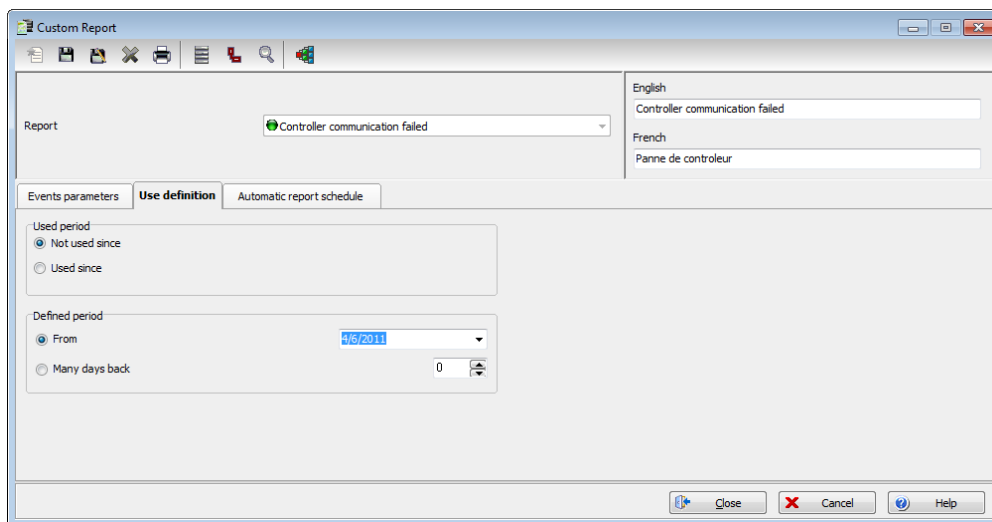 Custom Report
English
Controller communication failed
Report
Controller communication failed
French
Panne de controleur
Events parameters
Use definition
Automatic report schedule
Used period
Not used since
Used since
Defined period
From
4/6/2011
Many days back
0
Close
Cancel
Help